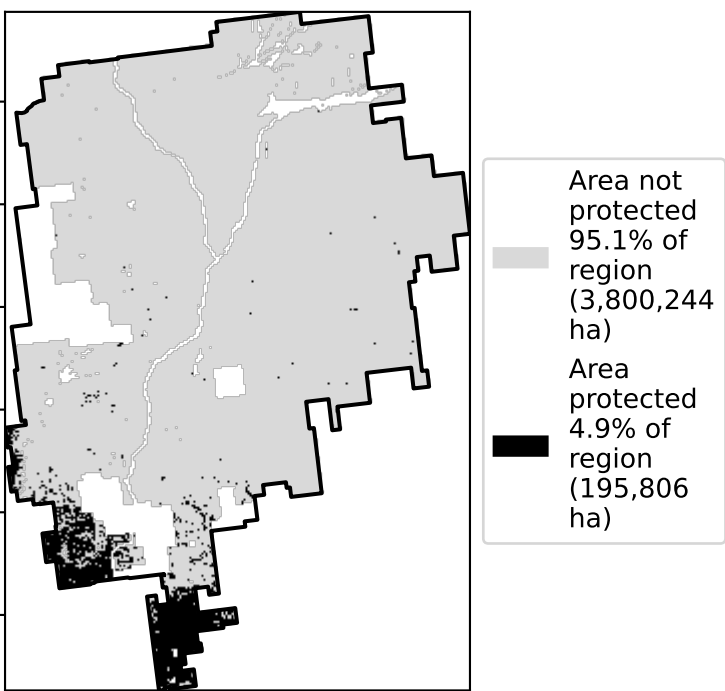 Area not
protected
95.1% of
region
(3,800,244
ha)
Area
protected
4.9% of
region
(195,806
ha)